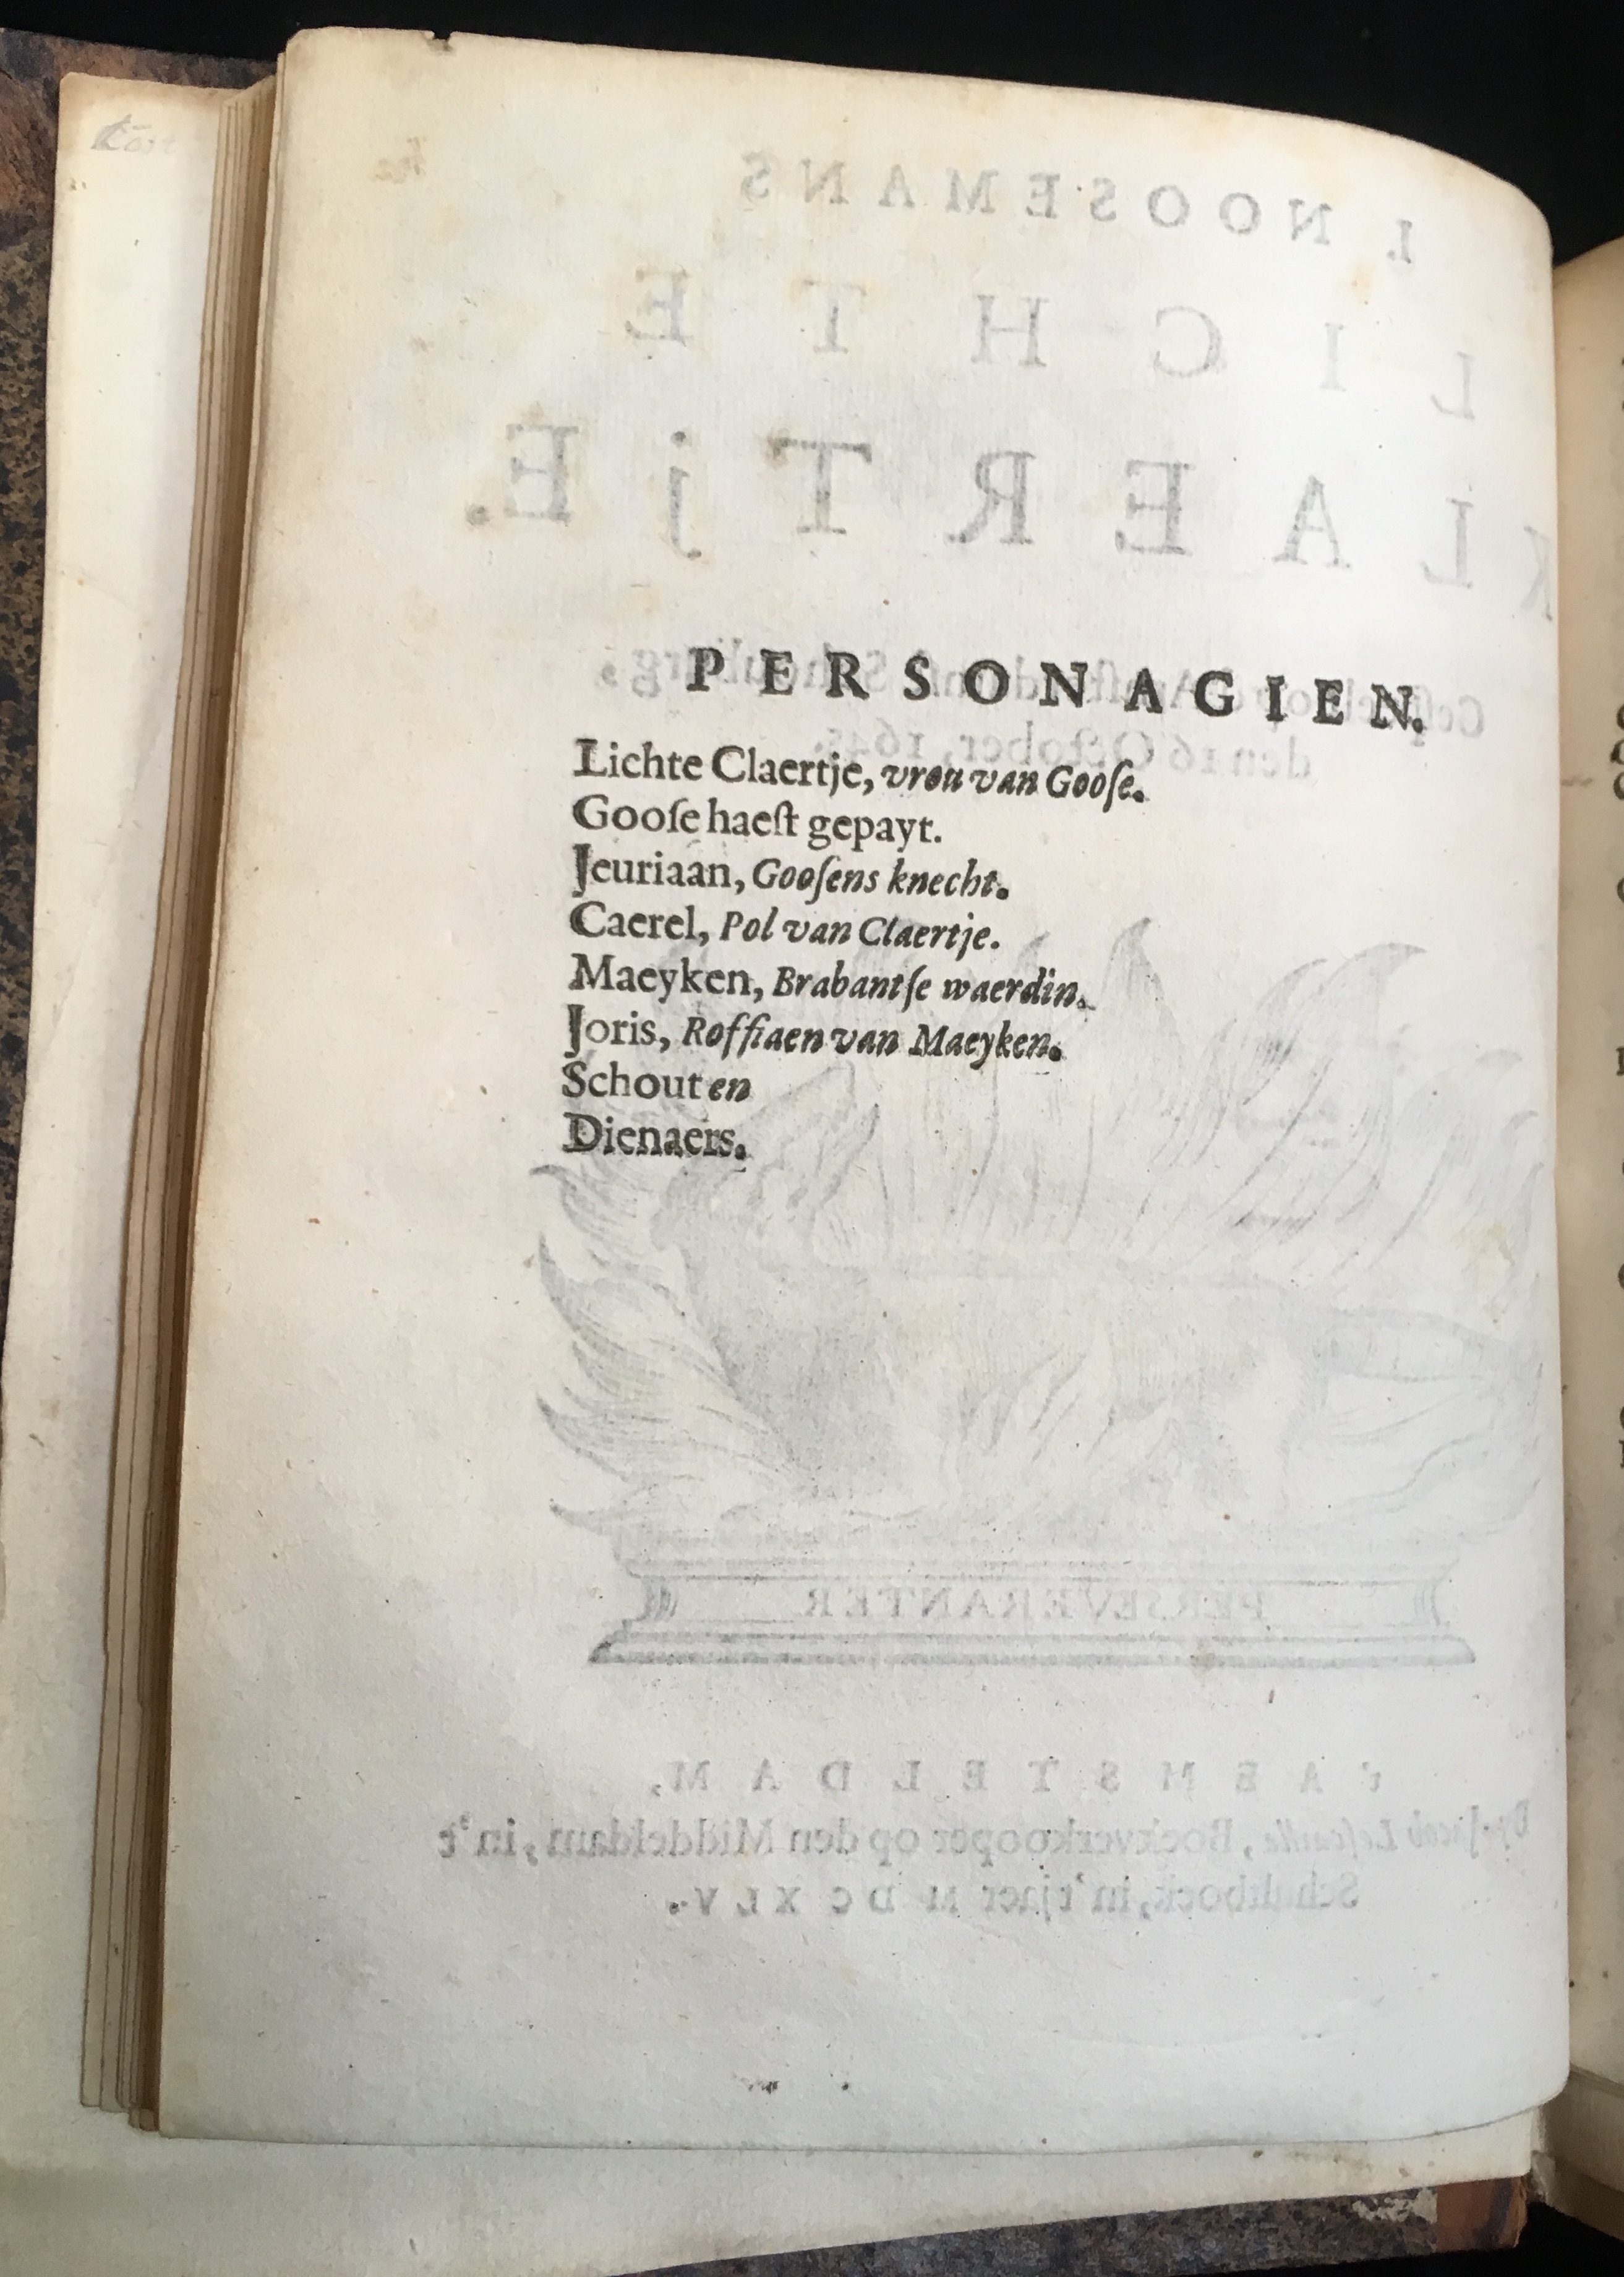 PERSONAGIEN.
Lichte Claertje, vrou van Gooſe.
Gooſe haeſt gepayt.
Jeuriaan, Gooſens knecht.
Caerel, Pol van Claertje.
Maeyken, Brabantſe waerdin.
Joris, Roffiaen van Maeyken.
Schout en
Dienaers.